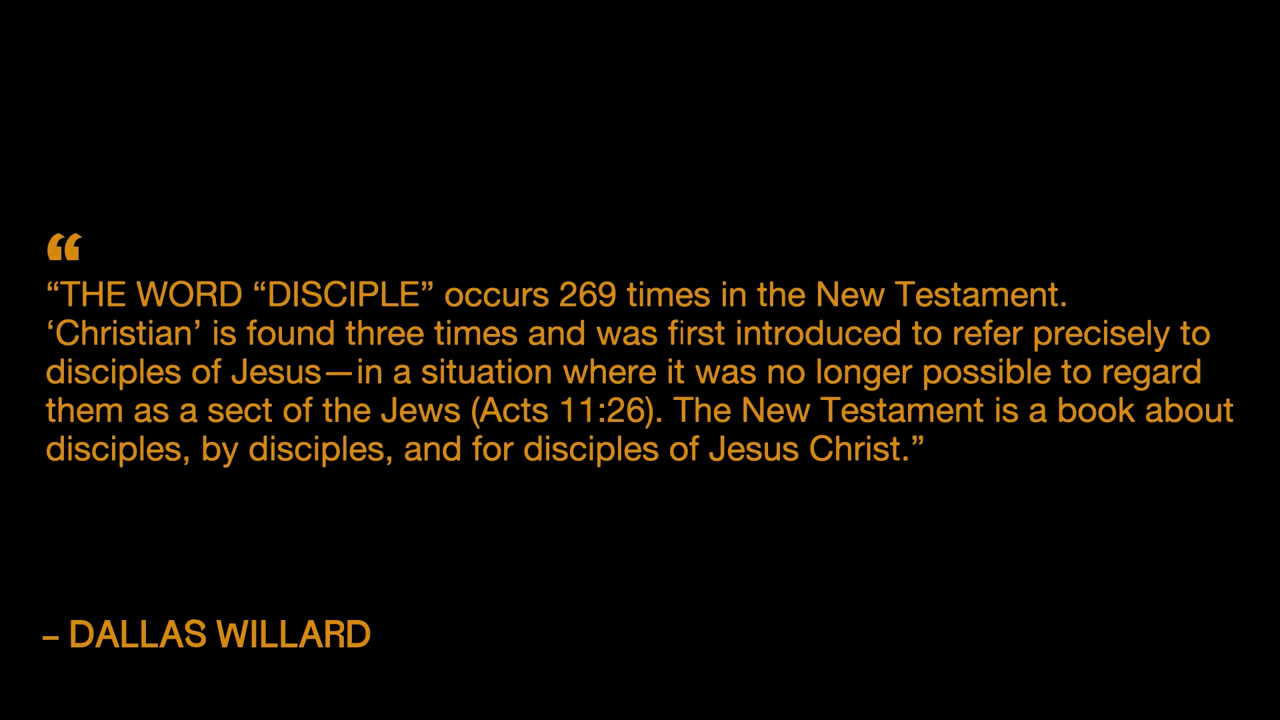 “
“THE WORD “DISCIPLE” occurs 269 times in the New Testament.
‘Christian’ is found three times and was first introduced to refer precisely to
disciples of Jesus—in a situation where it was no longer possible to regard
them as a sect of the Jews (Acts 11:26). The New Testament is a book about
disciples, by disciples, and for disciples of Jesus Christ.”
– DALLAS WILLARD